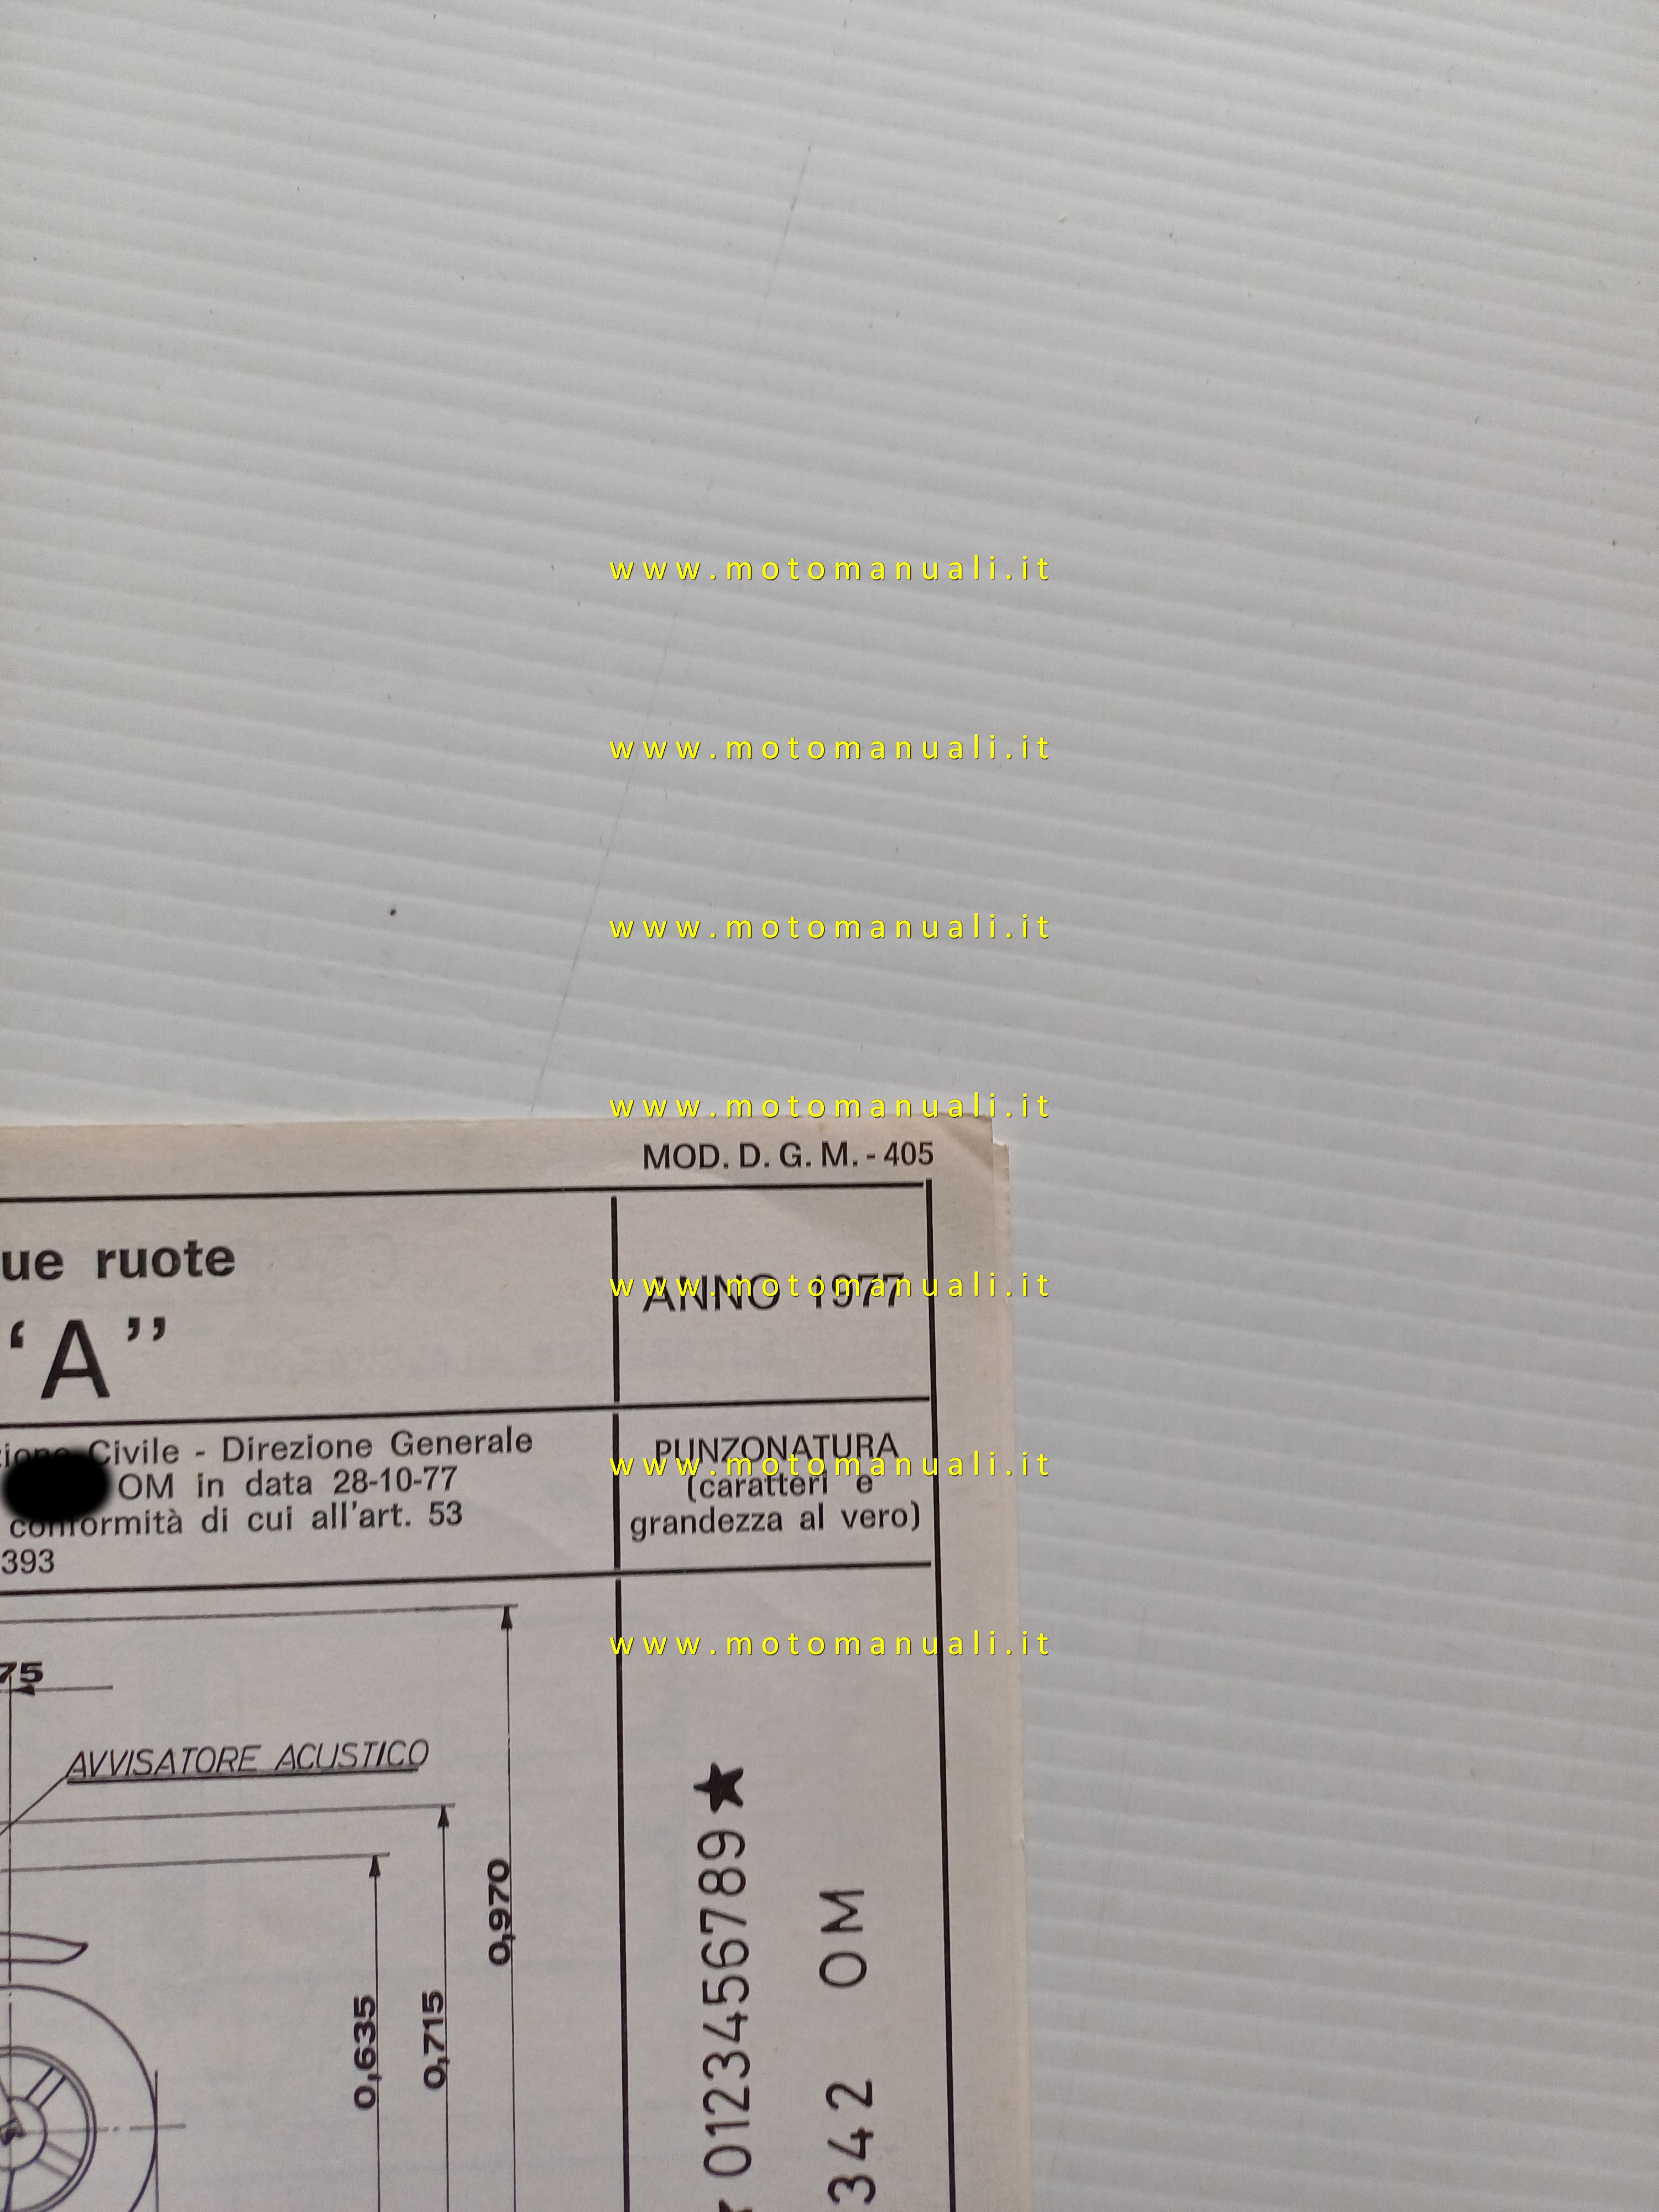 www.motomanuali.it
www.motomanuali.it
www.motomanuali.it
www.motomanuali.it
MOD. D. G. M. - 405
ue ruote
‘A”
ANNO 1977
www.motomanuali.it
zione Civile - Direzione Generale
OM in data 28-10-77
conformità di cui all'art. 53
393
PUNZONATURA
www.motomanuali.it
(caratteri e
grandezza al vero)
www.motomanuali.it
75
AVVISATORE ACUSTICO
0,970
0,715
0,635
0123456789★
342 OM